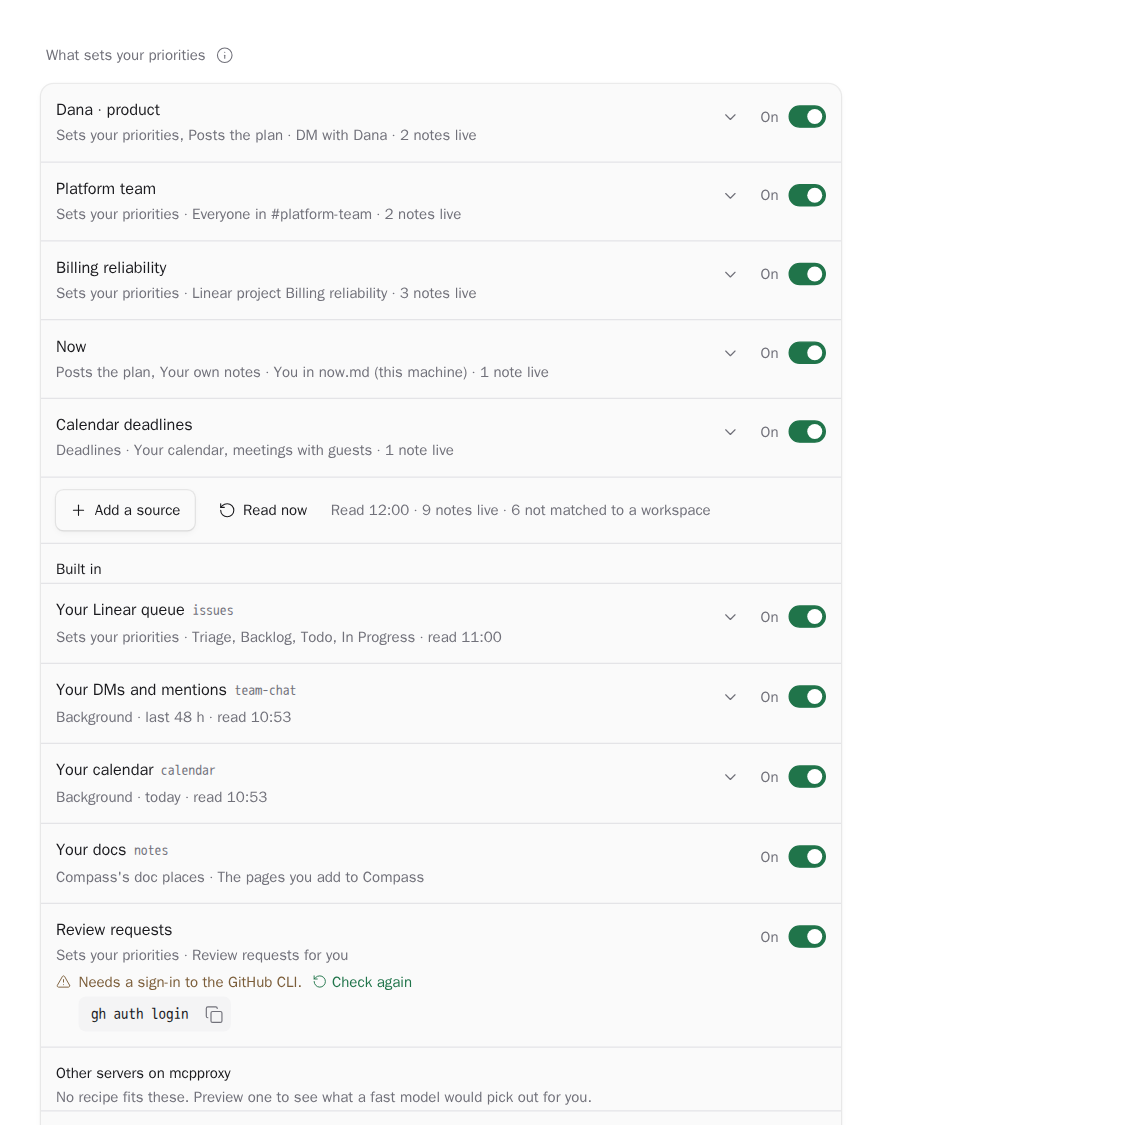 What sets your priorities
Dana · product
Sets your priorities, Posts the plan · DM with Dana · 2 notes live
On
Platform team
Sets your priorities · Everyone in #platform-team · 2 notes live
On
Billing reliability
Sets your priorities · Linear project Billing reliability · 3 notes live
On
Now
Posts the plan, Your own notes · You in now.md (this machine) · 1 note live
On
Calendar deadlines
Deadlines · Your calendar, meetings with guests · 1 note live
On
Add a source Read now Read 12:00 · 9 notes live · 6 not matched to a workspace
Built in
Your Linear queue issues
Sets your priorities · Triage, Backlog, Todo, In Progress · read 11:00
On
Your DMs and mentions team-chat
Background · last 48 h · read 10:53
On
Your calendar calendar
Background · today · read 10:53
On
Your docs notes
Compass's doc places · The pages you add to Compass
On
Review requests
Sets your priorities · Review requests for you
On
Needs a sign-in to the GitHub CLI. Check again
gh auth login
Other servers on mcpproxy
No recipe fits these. Preview one to see what a fast model would pick out for you.